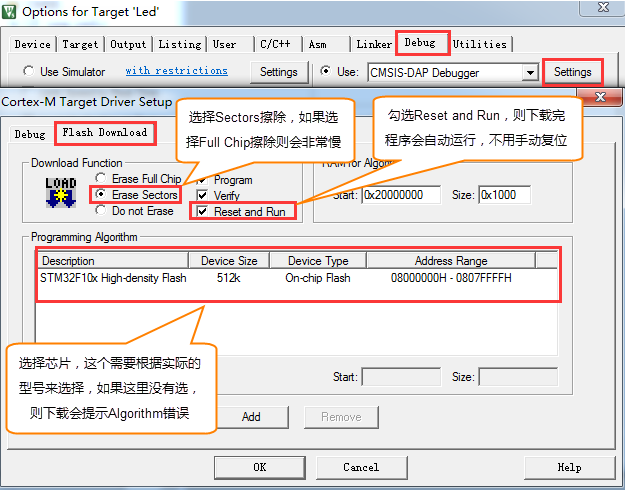 Options for Target 'Led'
Device Target Output Listing User C/C++ Asm Linker Debug Utilities
Use Simulator with restrictions Settings Use: CMSIS-DAP Debugger Settings
Cortex-M Target Driver Setup
Debug Flash Download
选择Sectors擦除，如果选
择Full Chip擦除则会非常慢
勾选Reset and Run，则下载完
程序会自动运行，不用手动复位
Download Function
LOAD
Erase Full Chip
Erase Sectors
Do not Erase
Program
Verify
Reset and Run
RAM for Algorithm
Start: 0x20000000 Size: 0x1000
Programming Algorithm
Description Device Size Device Type Address Range
STM32F10x High-density Flash 512k On-chip Flash 08000000H - 0807FFFFH
选择芯片，这个需要根据实际的
型号来选择，如果这里没有选，
则下载会提示Algorithm错误
Start: Size:
Add Remove
OK Cancel Help